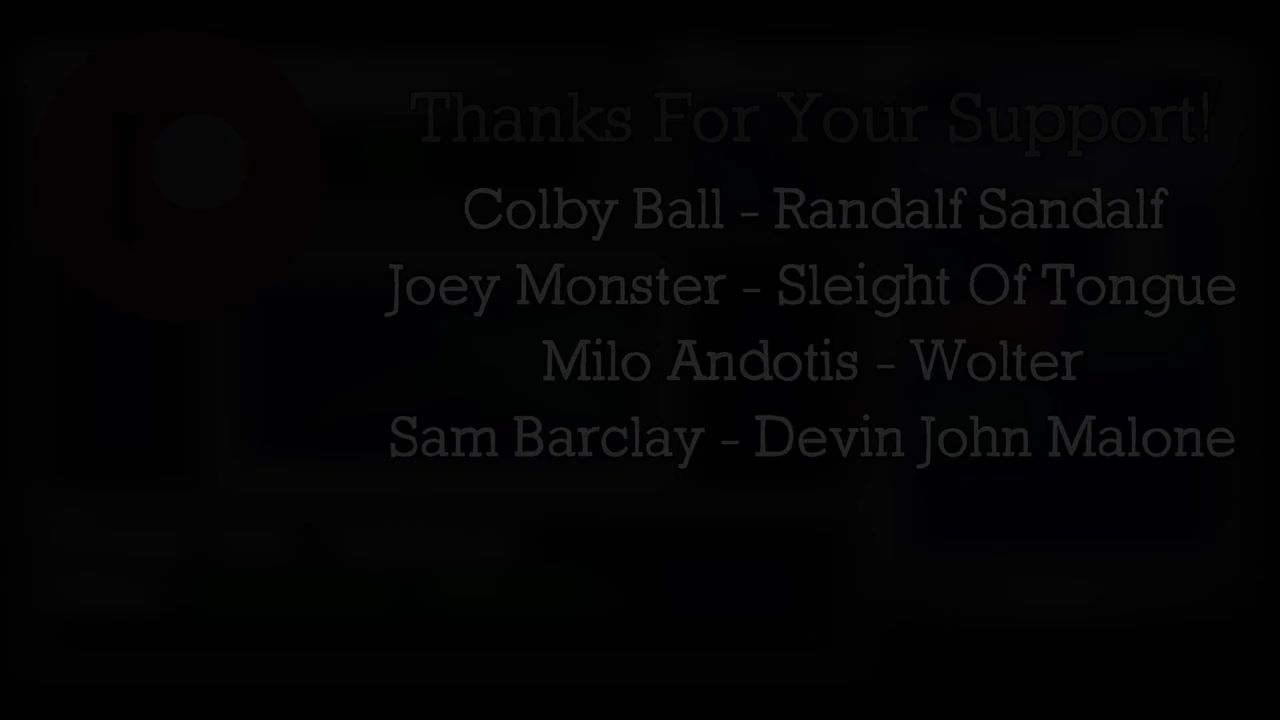 Thanks For Your Support!
Colby Ball - Randalf Sandalf
Joey Monster - Sleight Of Tongue
Milo Andotis - Wolter
Sam Barclay - Devin John Malone